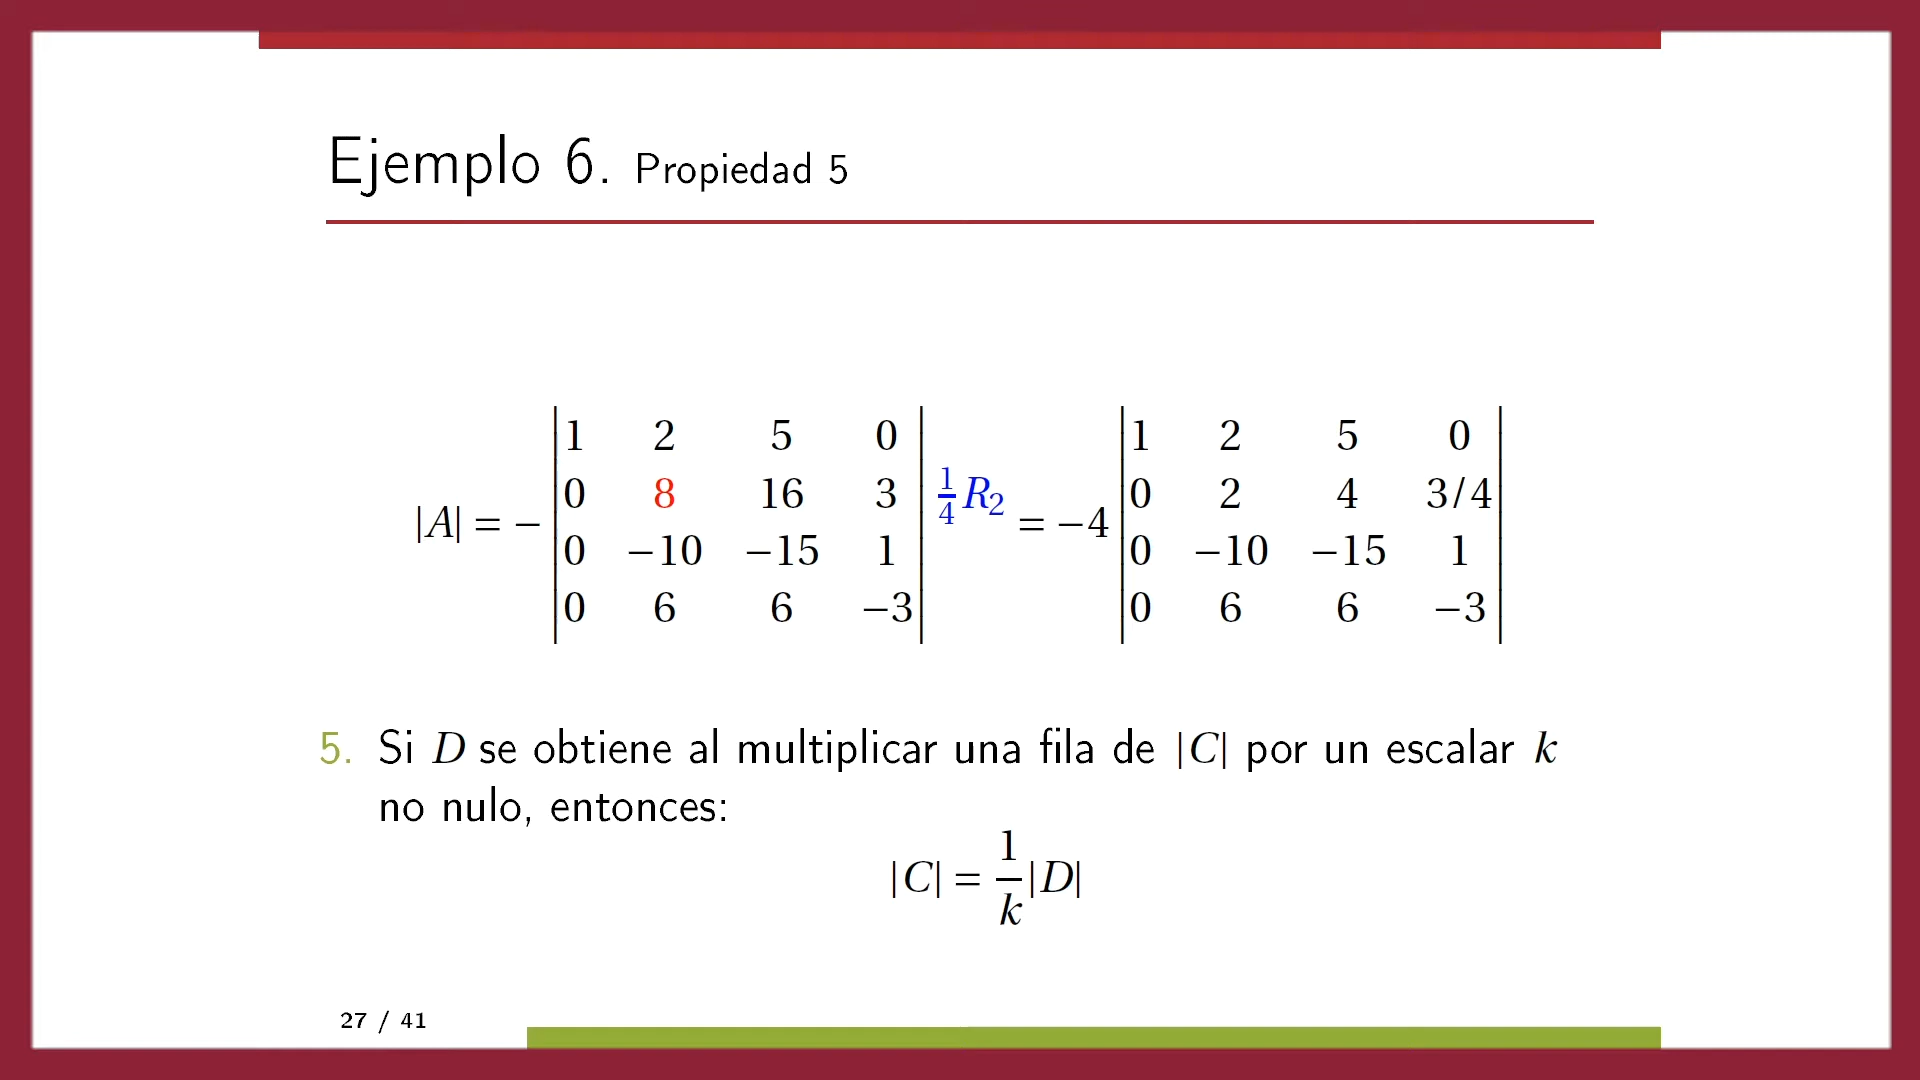 Ejemplo 6. Propiedad 5
|A| = − |1 2 5 0| = −4 |1 2 5 0|
|0 8 16 3| 1/4 R₂ |0 2 4 3/4|
|0 −10 −15 1| |0 −10 −15 1|
|0 6 6 −3| |0 6 6 −3|
5. Si D se obtiene al multiplicar una fila de |C| por un escalar k
no nulo, entonces:
|C| = 1/k |D|
27 / 41